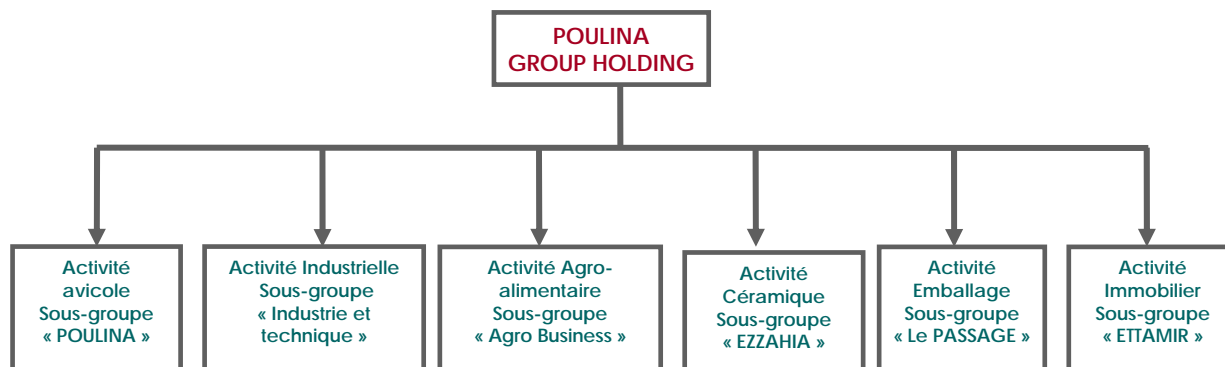 POULINA
GROUP HOLDING
Activité
avicole
Sous-groupe
« POULINA »
Activité Industrielle
Sous-groupe
« Industrie et
technique »
Activité Agro-
alimentaire
Sous-groupe
« Agro Business »
Activité
Céramique
Sous-groupe
« EZZAHIA »
Activité
Emballage
Sous-groupe
« Le PASSAGE »
Activité
Immobilier
Sous-groupe
« ETTAMIR »